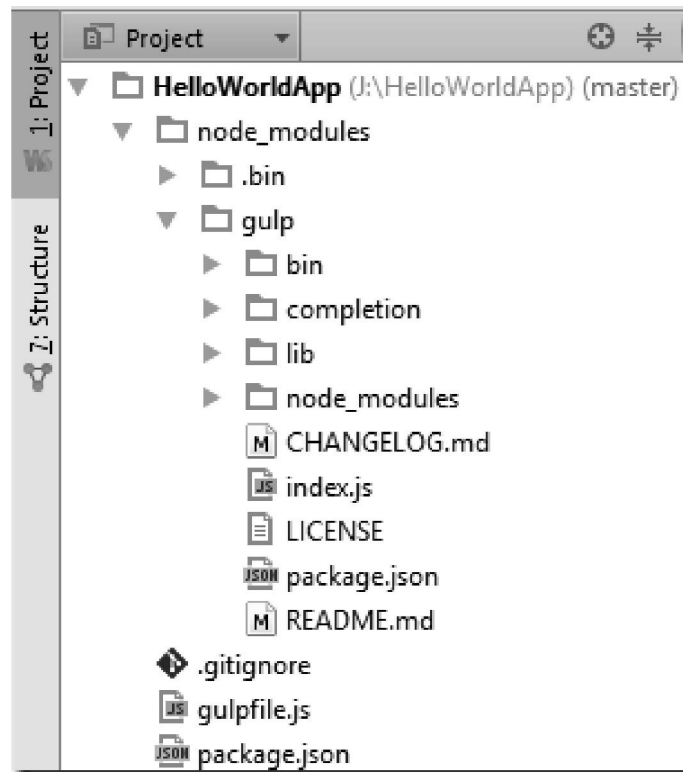 1: Project
7: Structure
Project
HelloWorldApp (J:\HelloWorldApp) (master)
node_modules
.bin
gulp
bin
completion
lib
node_modules
CHANGELOG.md
index.js
LICENSE
package.json
README.md
.gitignore
gulpfile.js
package.json